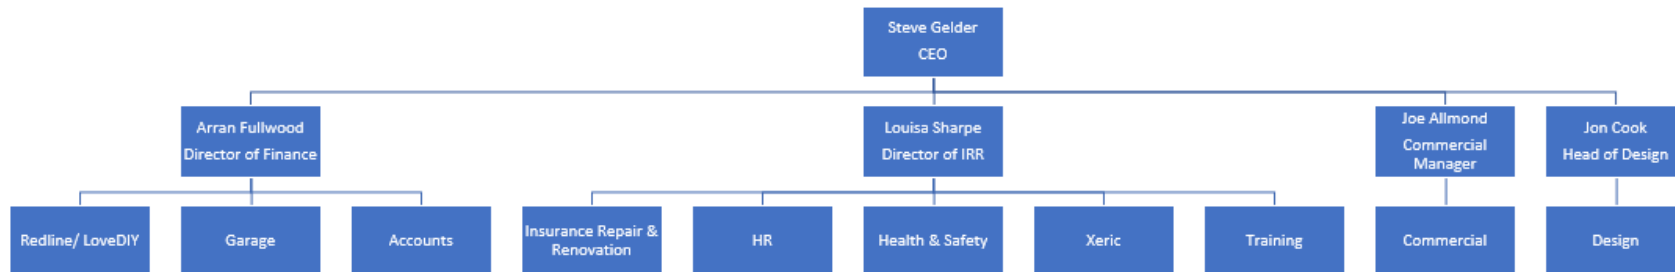 Steve Gelder
CEO
Arran Fullwood
Director of Finance
Louisa Sharpe
Director of IRR
Joe Allmond
Commercial
Manager
Jon Cook
Head of Design
Redline/ LoveDIY
Garage
Accounts
Insurance Repair &
Renovation
HR
Health & Safety
Xeric
Training
Commercial
Design